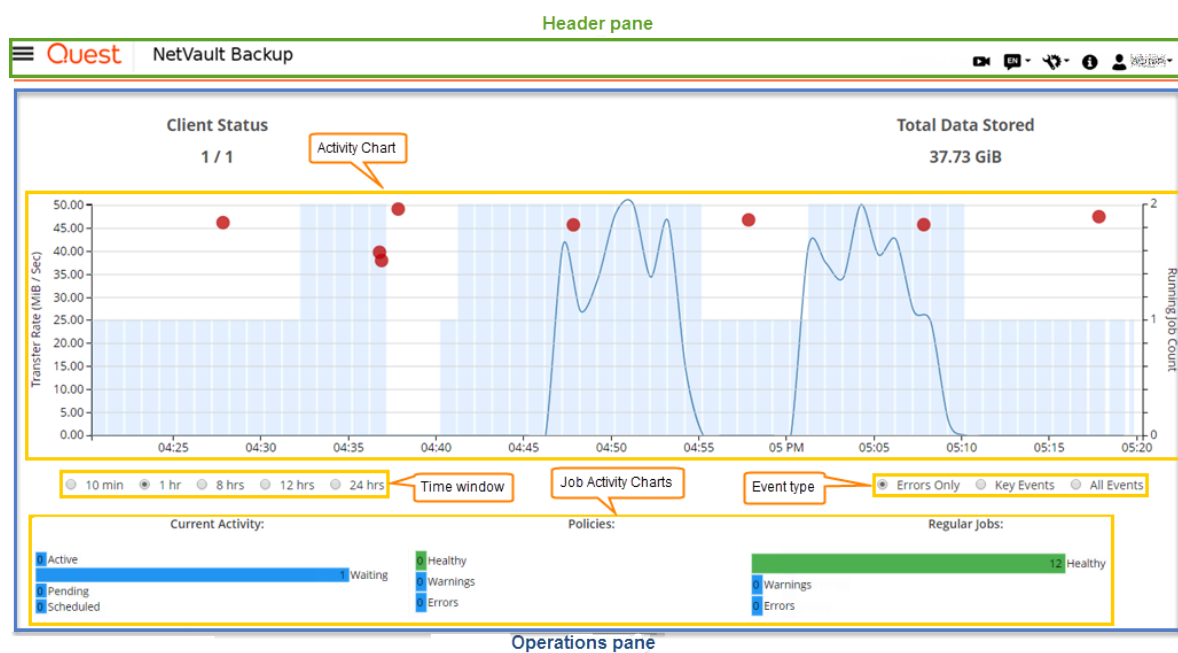 Header pane
Quest NetVault Backup
EN
Client Status
Total Data Stored
1 / 1
37.73 GiB
Activity Chart
Transfer Rate (MiB / Sec)
50.00
45.00
40.00
35.00
30.00
25.00
20.00
15.00
10.00
5.00
0.00
2
1
0
Running Job Count
04:25 04:30 04:35 04:40 04:45 04:50 04:55 05 PM 05:05 05:10 05:15 05:20
10 min 1 hr 8 hrs 12 hrs 24 hrs
Time window
Job Activity Charts
Event type
Errors Only Key Events All Events
Current Activity:
0 Active
1 Waiting
0 Pending
0 Scheduled
Policies:
0 Healthy
0 Warnings
0 Errors
Regular Jobs:
12 Healthy
0 Warnings
0 Errors
Operations pane